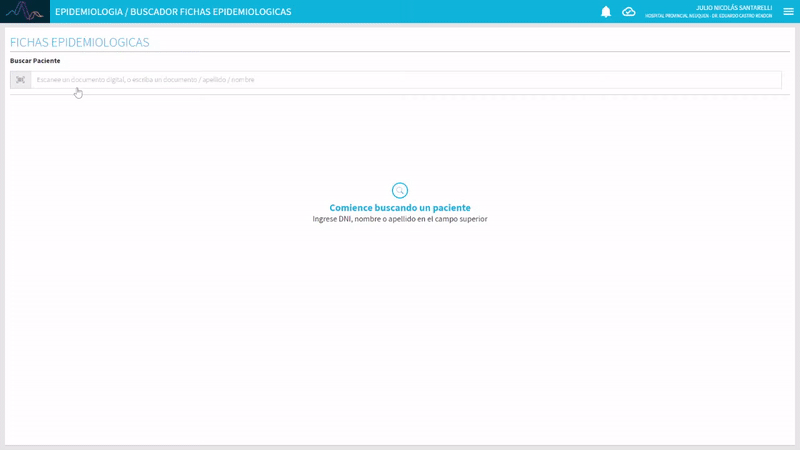 EPIDEMIOLOGIA / BUSCADOR FICHAS EPIDEMIOLOGICAS
JULIO NICOLÁS SANTARELLI
HOSPITAL PROVINCIAL NEUQUEN - DR. EDUARDO CASTRO RENDON
FICHAS EPIDEMIOLOGICAS
Buscar Paciente
Escanee un documento digital, o escriba un documento / apellido / nombre
Comience buscando un paciente
Ingrese DNI, nombre o apellido en el campo superior